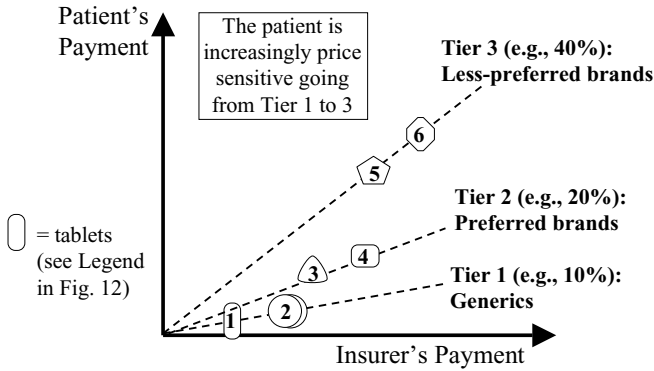 Patient's
Payment
The patient is
increasingly price
sensitive going
from Tier 1 to 3
Tier 3 (e.g., 40%):
Less-preferred brands
6
5
= tablets
(see Legend
in Fig. 12)
Tier 2 (e.g., 20%):
Preferred brands
4
3
Tier 1 (e.g., 10%):
Generics
2
1
Insurer's Payment